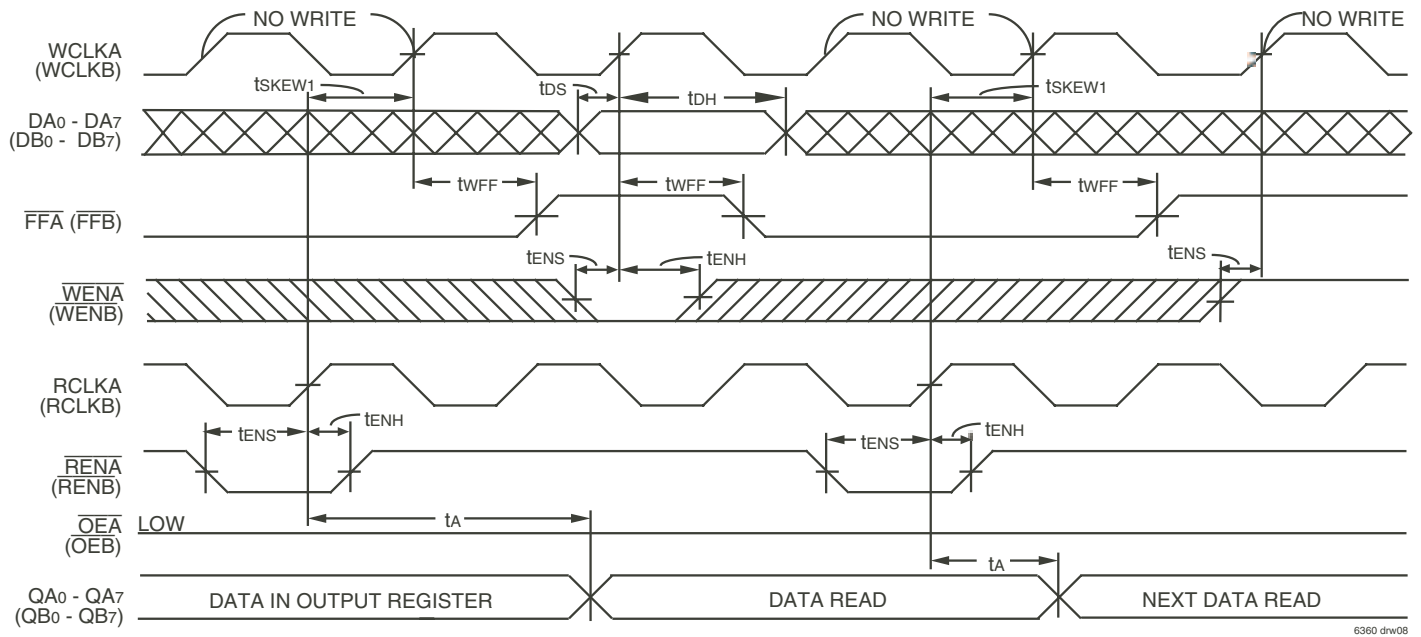 NO WRITE NO WRITE NO WRITE
WCLKA
(WCLKB)
tSKEW1 tDS tDH tSKEW1
DA0 - DA7
(DB0 - DB7)
tWFF tWFF tWFF
FFA (FFB)
tENS tENH tENS
WENA
(WENB)
RCLKA
(RCLKB)
tENS tENH tENS tENH
RENA
(RENB)
OEA LOW tA
(OEB)
tA
QA0 - QA7 DATA IN OUTPUT REGISTER DATA READ NEXT DATA READ
(QB0 - QB7)
6360 drw08